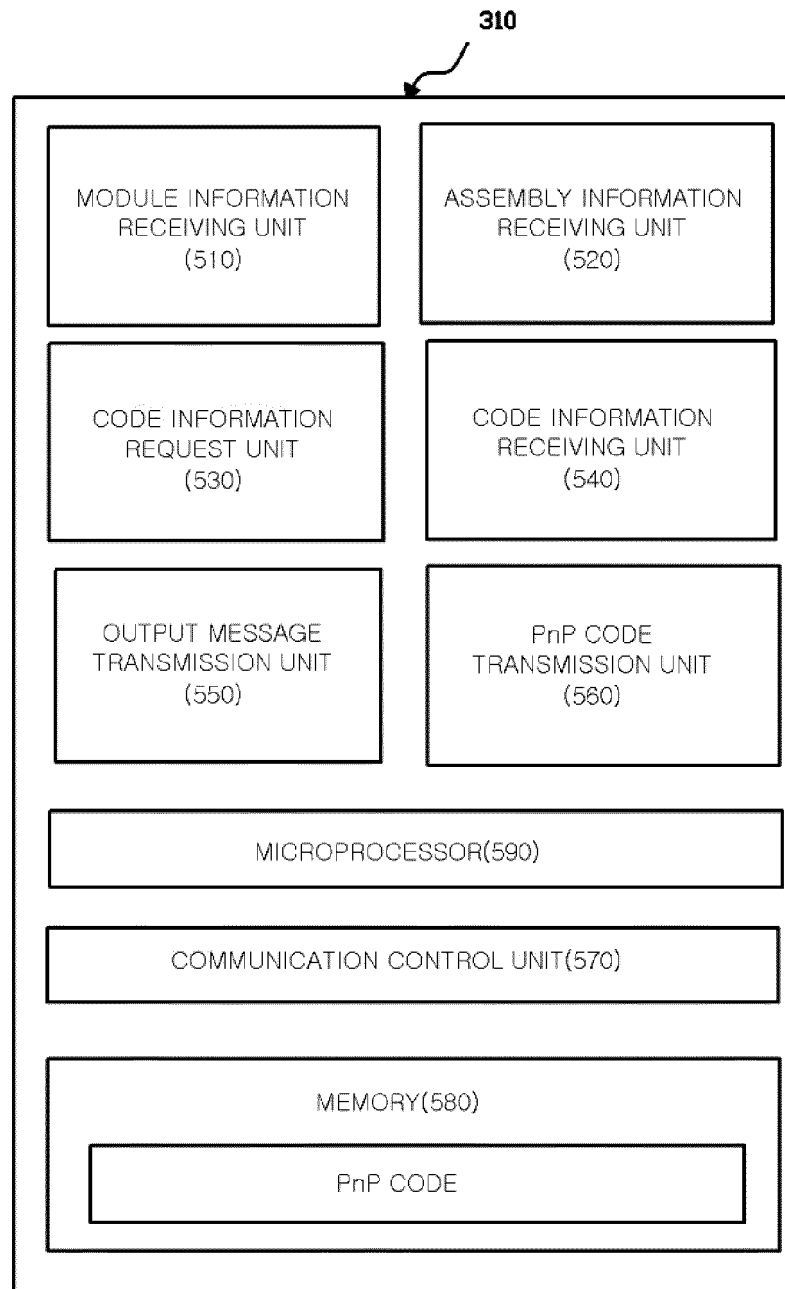 310
MODULE INFORMATION
RECEIVING UNIT
(510)
ASSEMBLY INFORMATION
RECEIVING UNIT
(520)
CODE INFORMATION
REQUEST UNIT
(530)
CODE INFORMATION
RECEIVING UNIT
(540)
OUTPUT MESSAGE
TRANSMISSION UNIT
(550)
PnP CODE
TRANSMISSION UNIT
(560)
MICROPROCESSOR(590)
COMMUNICATION CONTROL UNIT(570)
MEMORY(580)
PnP CODE